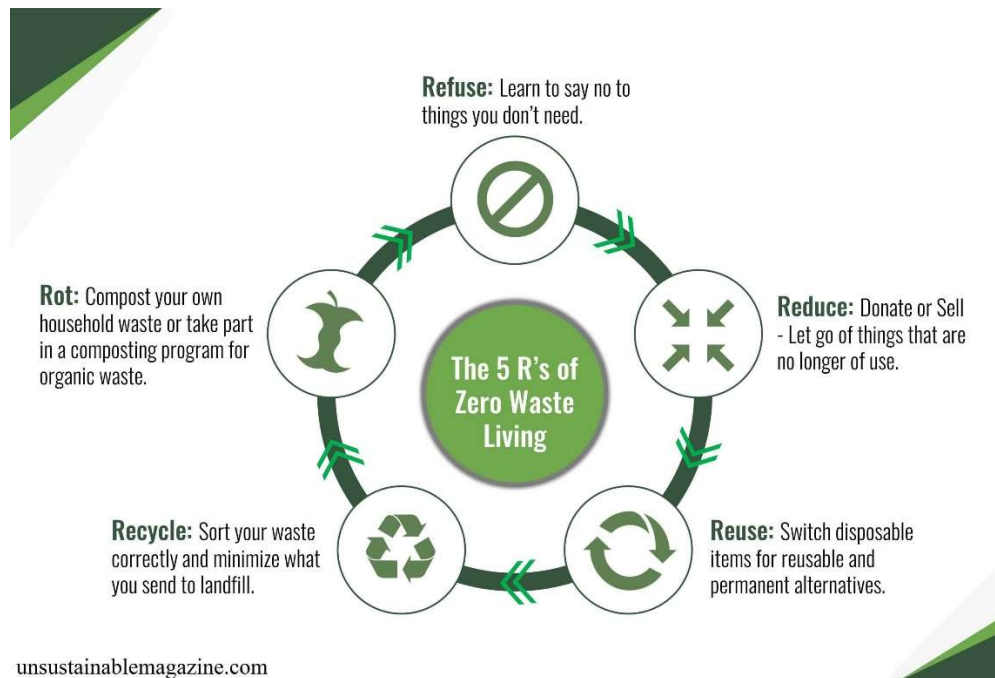 Refuse: Learn to say no to
things you don't need.
Reduce: Donate or Sell
- Let go of things that are
no longer of use.
Reuse: Switch disposable
items for reusable and
permanent alternatives.
Recycle: Sort your waste
correctly and minimize what
you send to landfill.
Rot: Compost your own
household waste or take part
in a composting program for
organic waste.
The 5 R's of
Zero Waste
Living
unsustainablemagazine.com